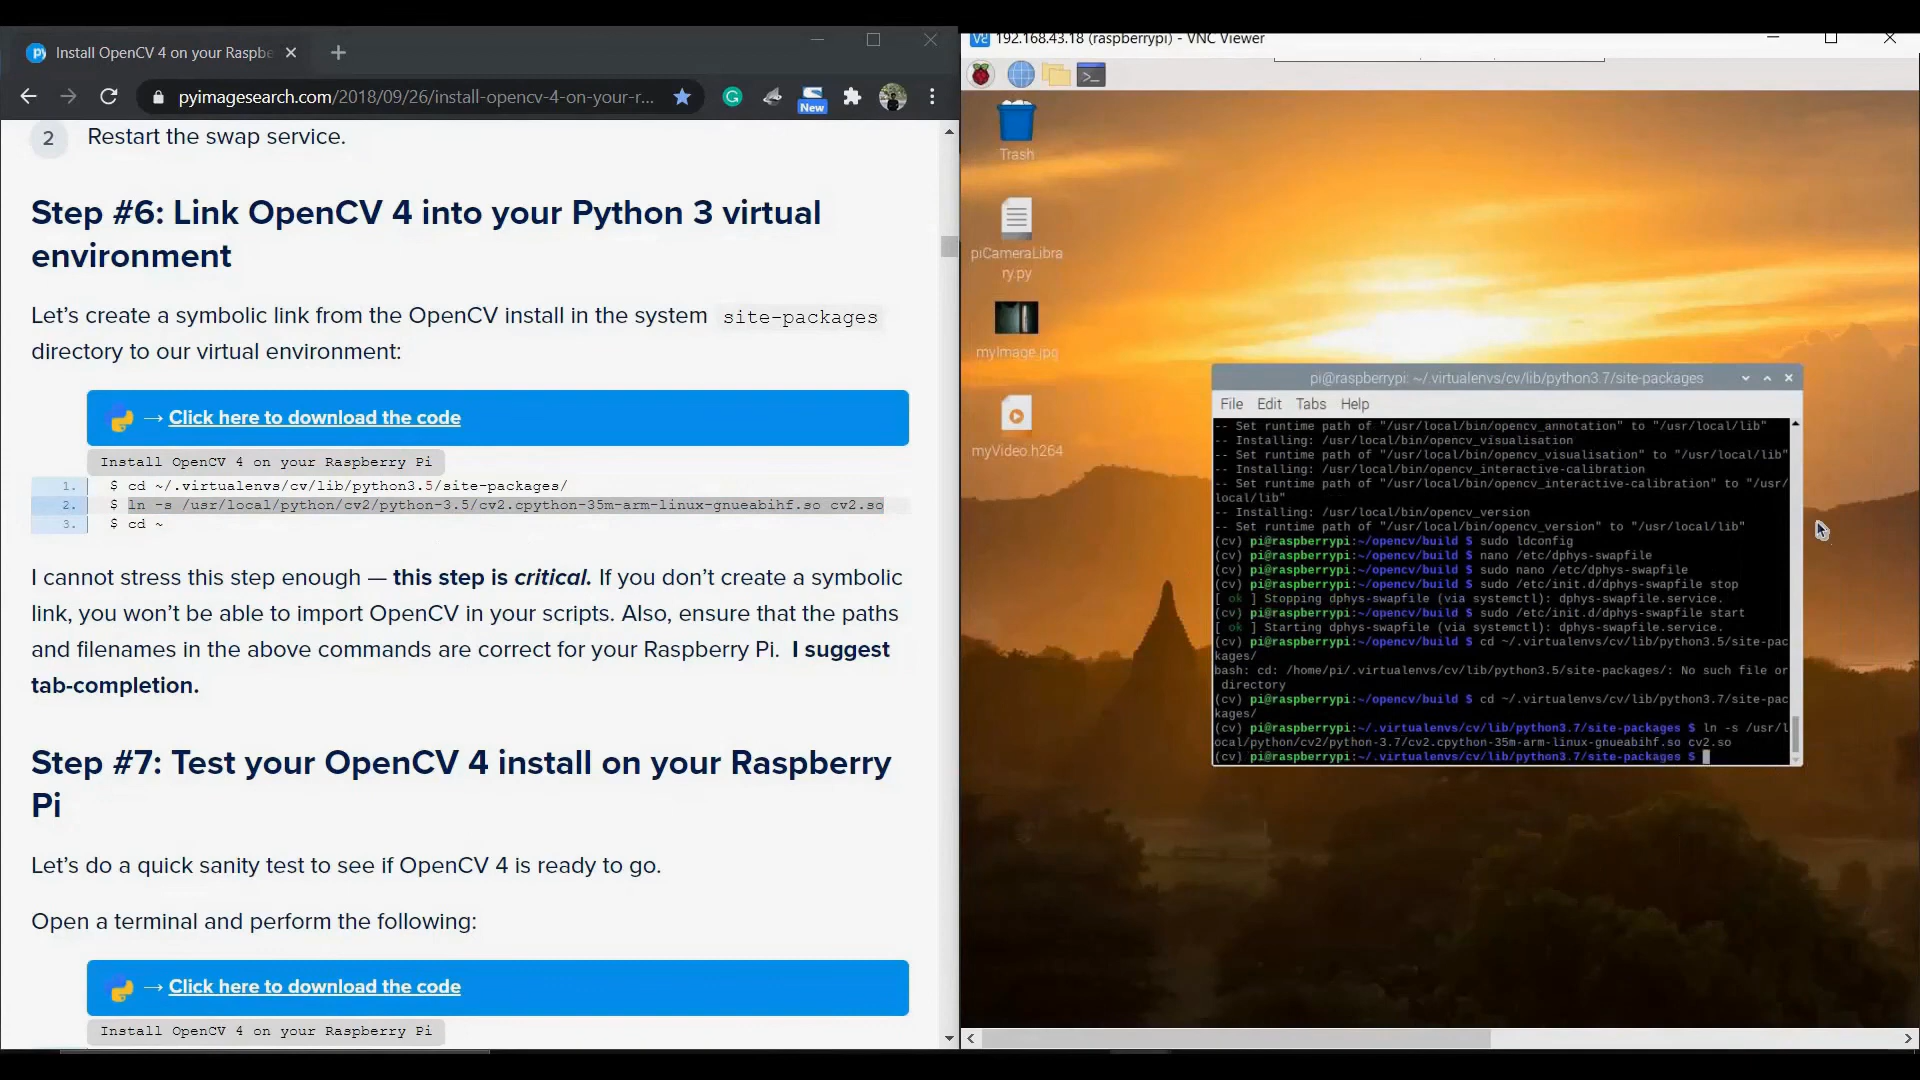 Install OpenCV 4 on your Raspbe
pyimagesearch.com/2018/09/26/install-opencv-4-on-your-r...
New
2 Restart the swap service.
Step #6: Link OpenCV 4 into your Python 3 virtual
environment
Let's create a symbolic link from the OpenCV install in the system site-packages
directory to our virtual environment:
→ Click here to download the code
Install OpenCV 4 on your Raspberry Pi
1. $ cd ~/.virtualenvs/cv/lib/python3.5/site-packages/
2. $ ln -s /usr/local/python/cv2/python-3.5/cv2.cpython-35m-arm-linux-gnueabihf.so cv2.so
3. $ cd ~
I cannot stress this step enough — this step is critical. If you don't create a symbolic
link, you won't be able to import OpenCV in your scripts. Also, ensure that the paths
and filenames in the above commands are correct for your Raspberry Pi. I suggest
tab-completion.
Step #7: Test your OpenCV 4 install on your Raspberry
Pi
Let's do a quick sanity test to see if OpenCV 4 is ready to go.
Open a terminal and perform the following:
→ Click here to download the code
Install OpenCV 4 on your Raspberry Pi
192.168.43.18 (raspberrypi) - VNC Viewer
Trash
piCameraLibra
ry.py
myImage.jpg
myVideo.h264
pi@raspberrypi: ~/.virtualenvs/cv/lib/python3.7/site-packages
File Edit Tabs Help
-- Set runtime path of "/usr/local/bin/opencv_annotation" to "/usr/local/lib"
-- Installing: /usr/local/bin/opencv_visualisation
-- Set runtime path of "/usr/local/bin/opencv_visualisation" to "/usr/local/lib"
-- Installing: /usr/local/bin/opencv_interactive-calibration
-- Set runtime path of "/usr/local/bin/opencv_interactive-calibration" to "/usr/
local/lib"
-- Installing: /usr/local/bin/opencv_version
-- Set runtime path of "/usr/local/bin/opencv_version" to "/usr/local/lib"
(cv) pi@raspberrypi:~/opencv/build $ sudo ldconfig
(cv) pi@raspberrypi:~/opencv/build $ nano /etc/dphys-swapfile
(cv) pi@raspberrypi:~/opencv/build $ sudo nano /etc/dphys-swapfile
(cv) pi@raspberrypi:~/opencv/build $ sudo /etc/init.d/dphys-swapfile stop
[ ok ] Stopping dphys-swapfile (via systemctl): dphys-swapfile.service.
(cv) pi@raspberrypi:~/opencv/build $ sudo /etc/init.d/dphys-swapfile start
[ ok ] Starting dphys-swapfile (via systemctl): dphys-swapfile.service.
(cv) pi@raspberrypi:~/opencv/build $ cd ~/.virtualenvs/cv/lib/python3.5/site-pac
kages/
bash: cd: /home/pi/.virtualenvs/cv/lib/python3.5/site-packages/: No such file or
directory
(cv) pi@raspberrypi:~/opencv/build $ cd ~/.virtualenvs/cv/lib/python3.7/site-pac
kages/
(cv) pi@raspberrypi:~/.virtualenvs/cv/lib/python3.7/site-packages $ ln -s /usr/l
ocal/python/cv2/python-3.7/cv2.cpython-35m-arm-linux-gnueabihf.so cv2.so
(cv) pi@raspberrypi:~/.virtualenvs/cv/lib/python3.7/site-packages $